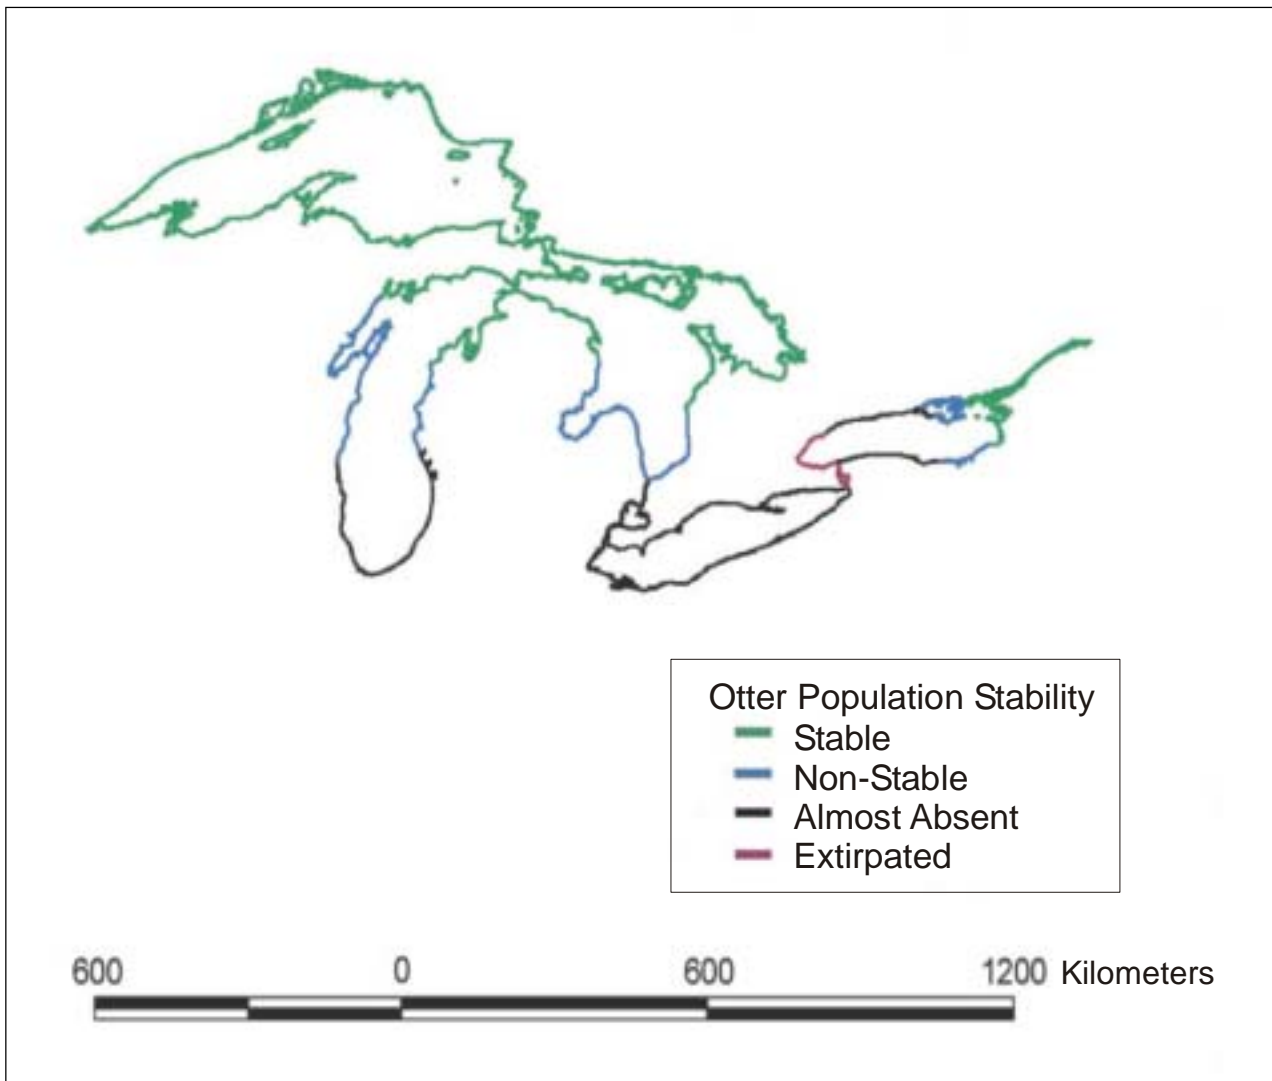 Otter Population Stability
Stable
Non-Stable
Almost Absent
Extirpated
600 0 600 1200 Kilometers